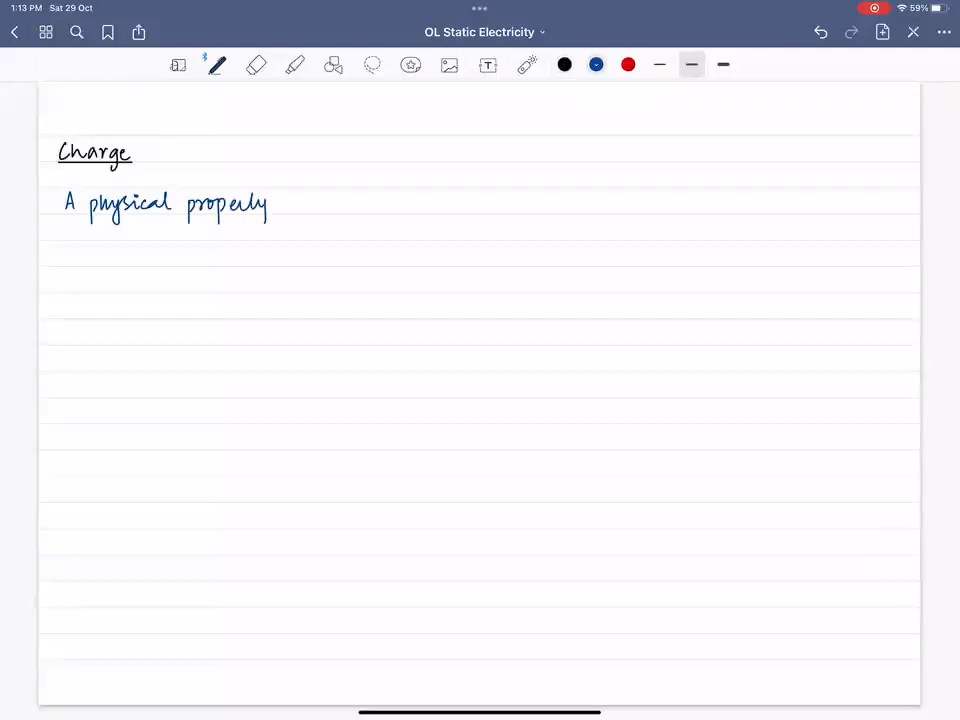 1:13 PM Sat 29 Oct
59%
OL Static Electricity
T
Charge
A physical property